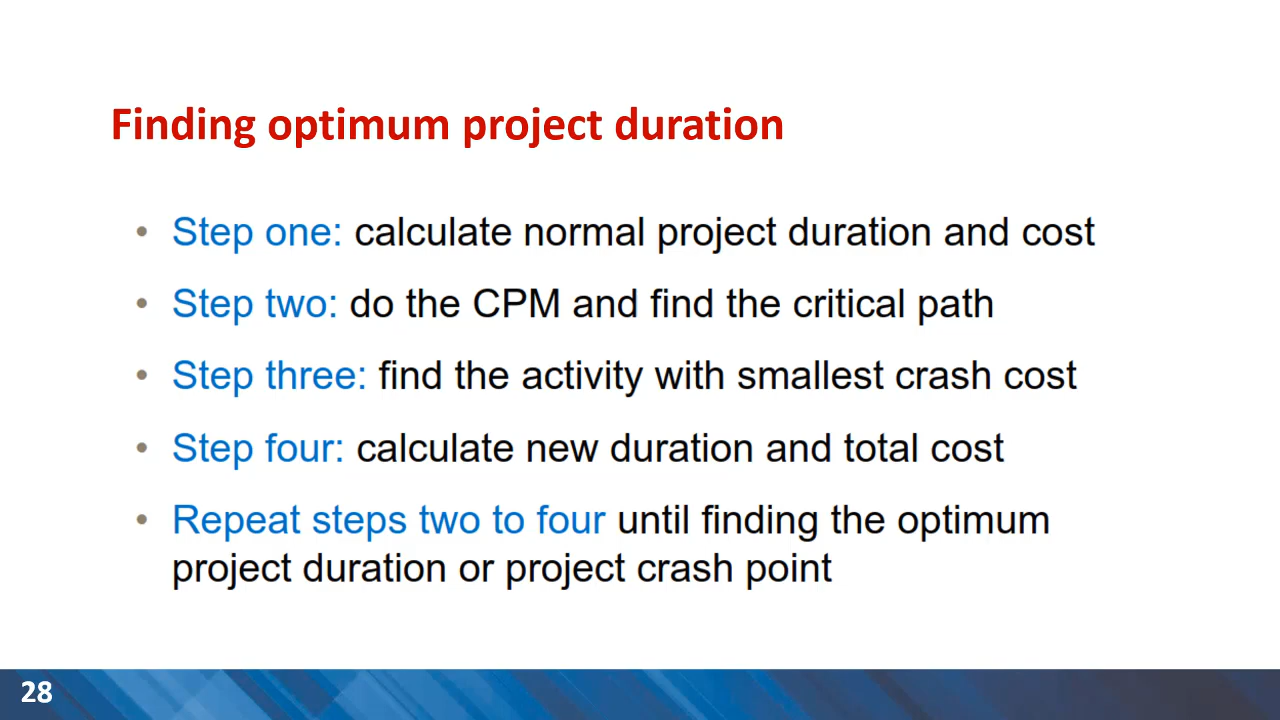 Finding optimum project duration
• Step one: calculate normal project duration and cost
• Step two: do the CPM and find the critical path
• Step three: find the activity with smallest crash cost
• Step four: calculate new duration and total cost
• Repeat steps two to four until finding the optimum
project duration or project crash point
28